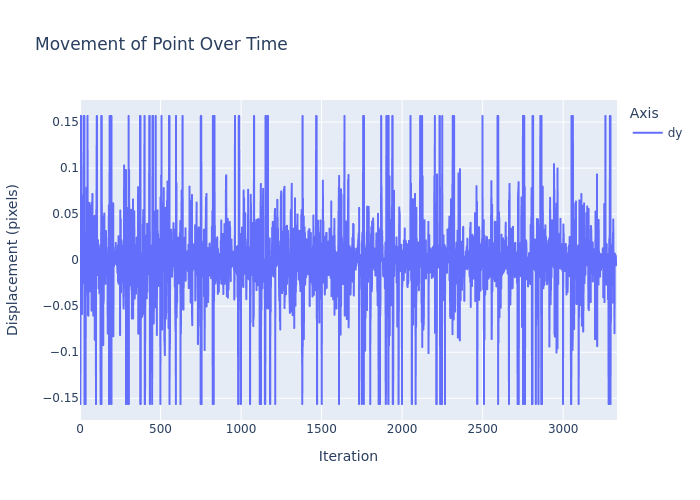 Movement of Point Over Time
Axis
dy
0.15
0.1
0.05
0
−0.05
−0.1
−0.15
Displacement (pixels)
0
500
1000
1500
2000
2500
3000
Iteration